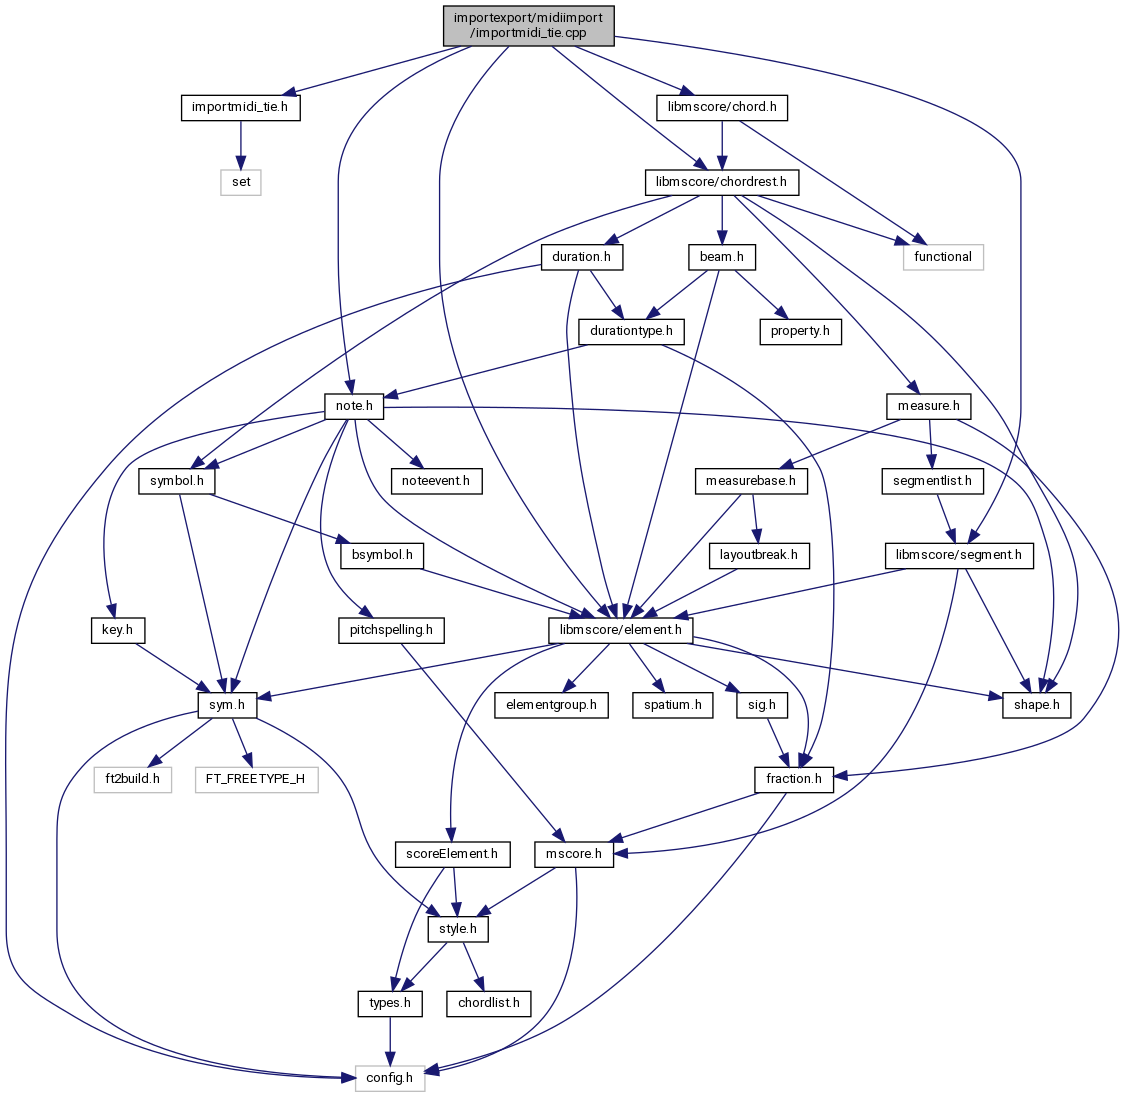 importexport/midiimport
/importmidi_tie.cpp
importmidi_tie.h
libmscore/chord.h
set
libmscore/chordrest.h
duration.h
beam.h
functional
durationtype.h
property.h
note.h
measure.h
symbol.h
noteevent.h
measurebase.h
segmentlist.h
bsymbol.h
layoutbreak.h
libmscore/segment.h
key.h
pitchspelling.h
libmscore/element.h
sym.h
elementgroup.h
spatium.h
sig.h
shape.h
ft2build.h
FT_FREETYPE_H
fraction.h
scoreElement.h
mscore.h
style.h
types.h
chordlist.h
config.h